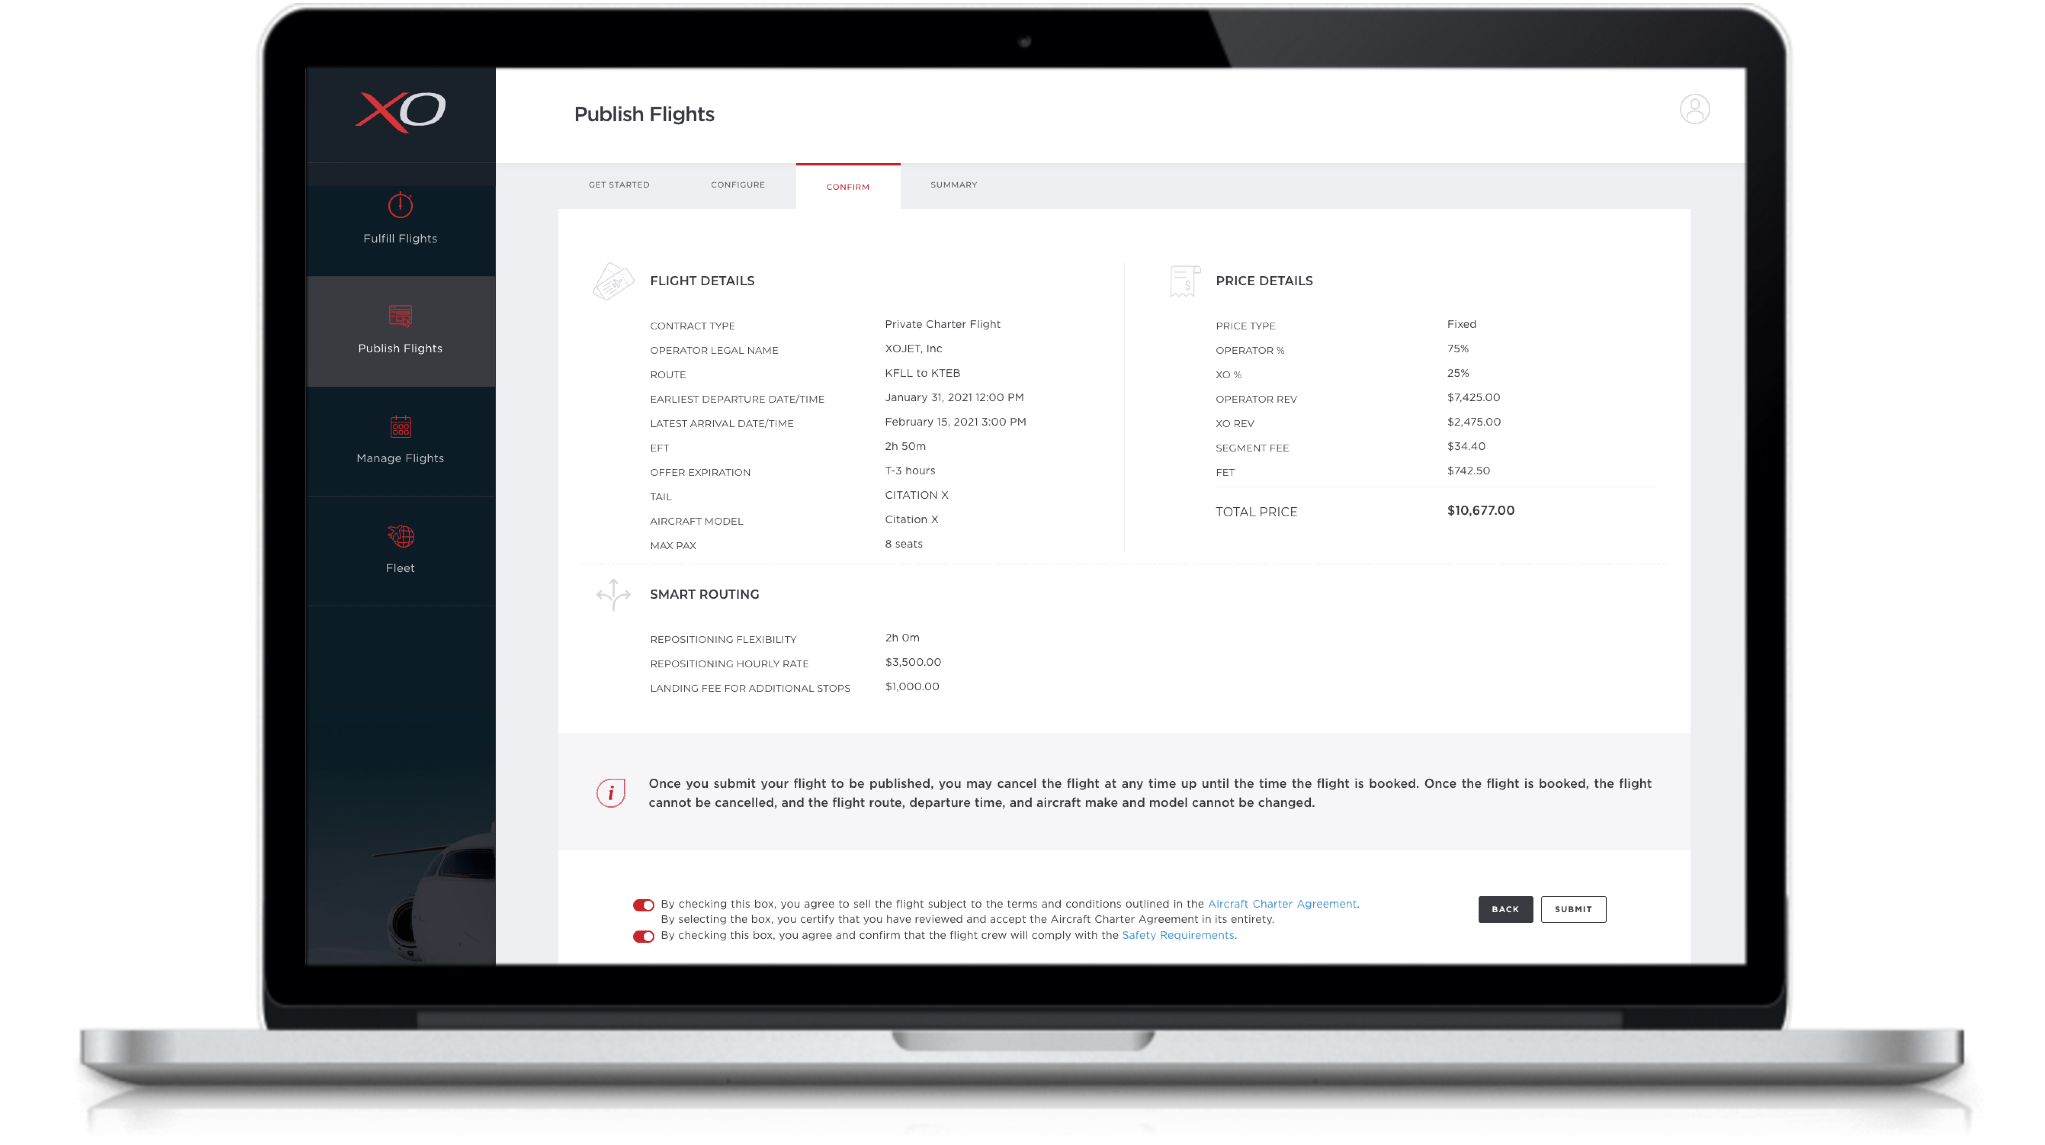 XO
Publish Flights
Fulfill Flights
Publish Flights
Manage Flights
Fleet
GET STARTED
CONFIGURE
CONFIRM
SUMMARY
FLIGHT DETAILS
CONTRACT TYPE Private Charter Flight
OPERATOR LEGAL NAME XOJET, Inc
ROUTE KFLL to KTEB
EARLIEST DEPARTURE DATE/TIME January 31, 2021 12:00 PM
LATEST ARRIVAL DATE/TIME February 15, 2021 3:00 PM
EFT 2h 50m
OFFER EXPIRATION T-3 hours
TAIL CITATION X
AIRCRAFT MODEL Citation X
MAX PAX 8 seats
PRICE DETAILS
PRICE TYPE Fixed
OPERATOR % 75%
XO % 25%
OPERATOR REV $7,425.00
XO REV $2,475.00
SEGMENT FEE $34.40
FET $742.50
TOTAL PRICE $10,677.00
SMART ROUTING
REPOSITIONING FLEXIBILITY 2h 0m
REPOSITIONING HOURLY RATE $3,500.00
LANDING FEE FOR ADDITIONAL STOPS $1,000.00
Once you submit your flight to be published, you may cancel the flight at any time up until the time the flight is booked. Once the flight is booked, the flight
cannot be cancelled, and the flight route, departure time, and aircraft make and model cannot be changed.
By checking this box, you agree to sell the flight subject to the terms and conditions outlined in the Aircraft Charter Agreement.
By selecting the box, you certify that you have reviewed and accept the Aircraft Charter Agreement in its entirety.
By checking this box, you agree and confirm that the flight crew will comply with the Safety Requirements.
BACK
SUBMIT